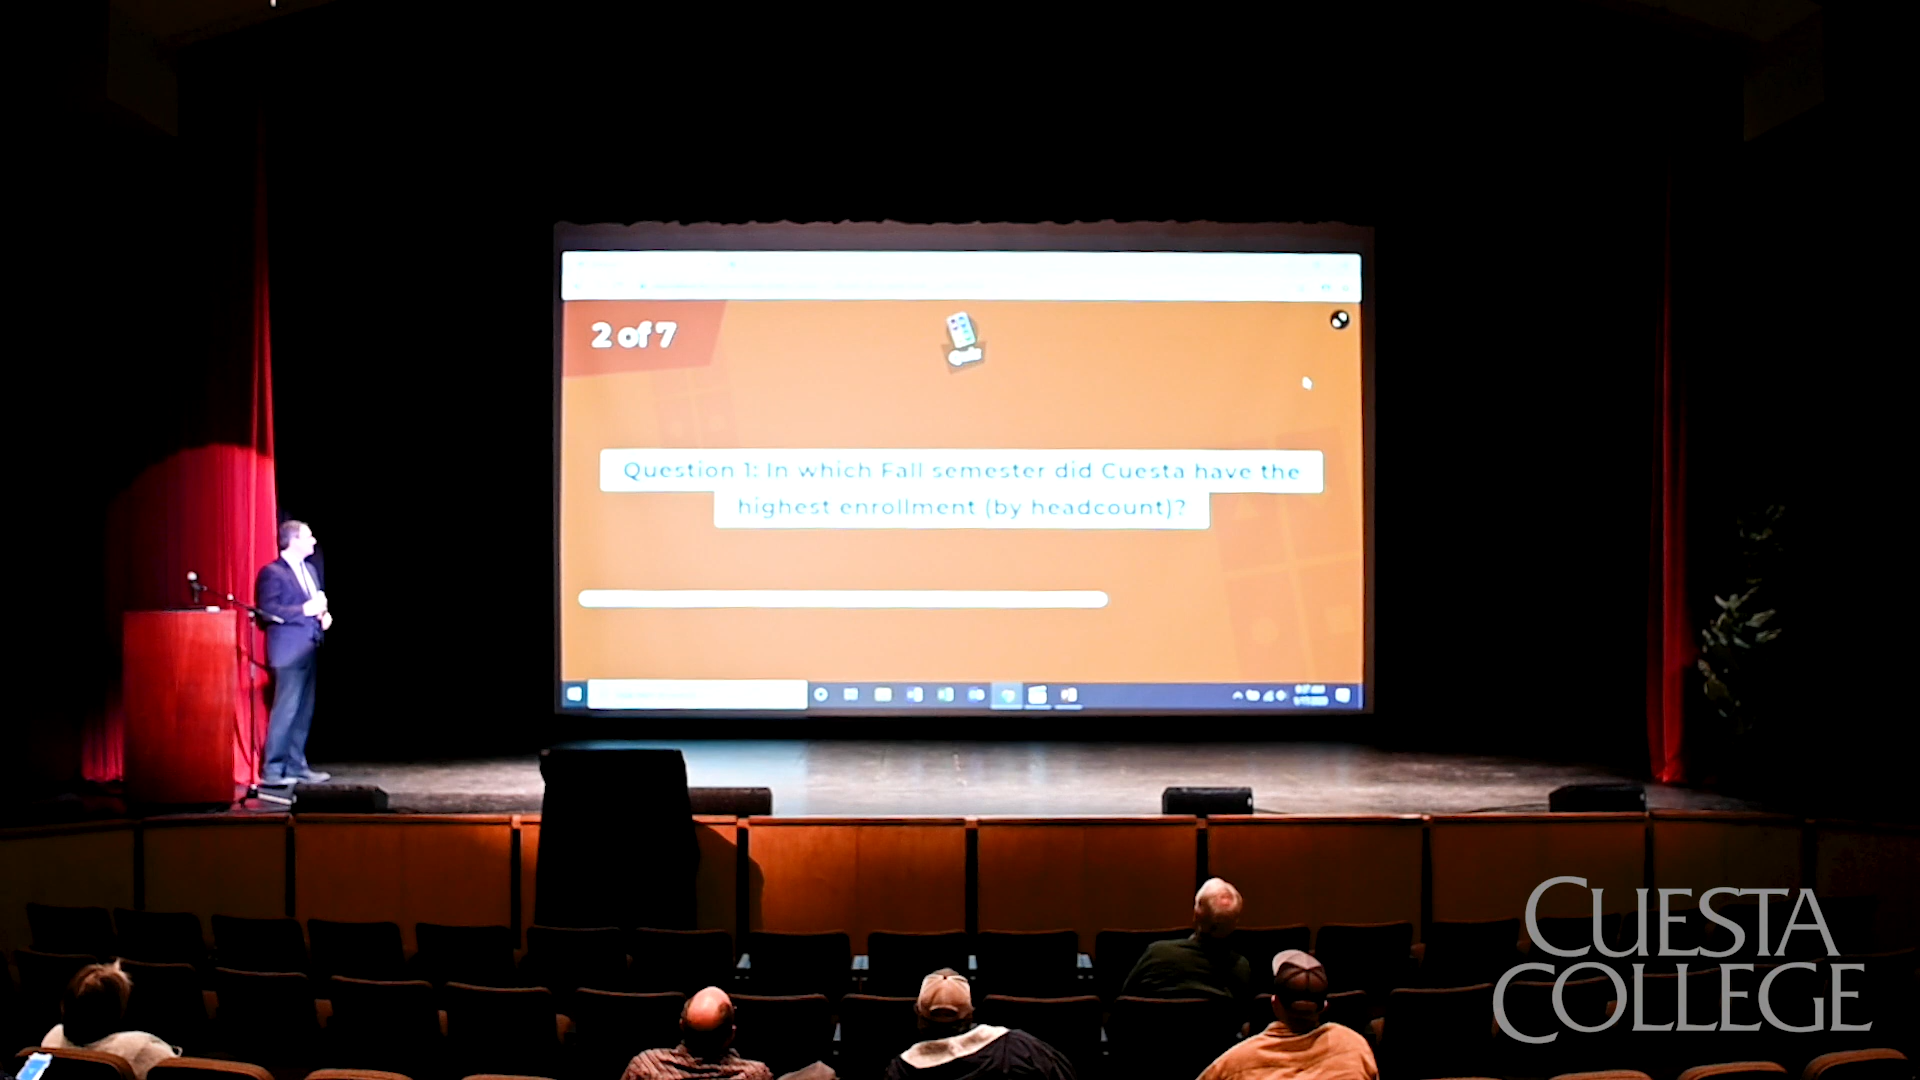 2 of 7
Quiz
Question 1: In which Fall semester did Cuesta have the
highest enrollment (by headcount)?
CUESTA
COLLEGE